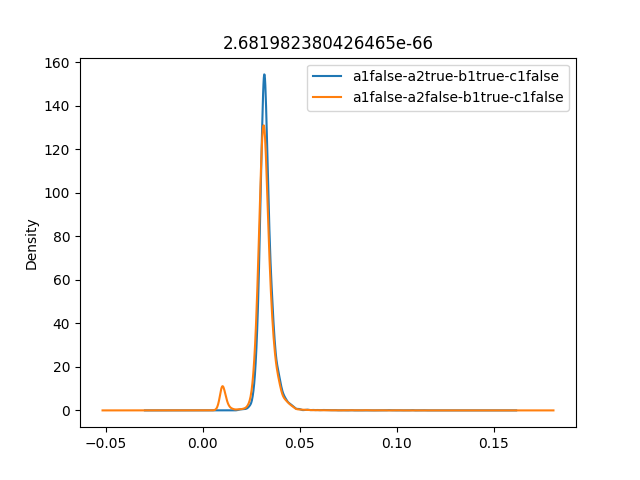 2.681982380426465e-66
a1false-a2true-b1true-c1false
a1false-a2false-b1true-c1false
Density
160
140
120
100
80
60
40
20
0
−0.05 0.00 0.05 0.10 0.15